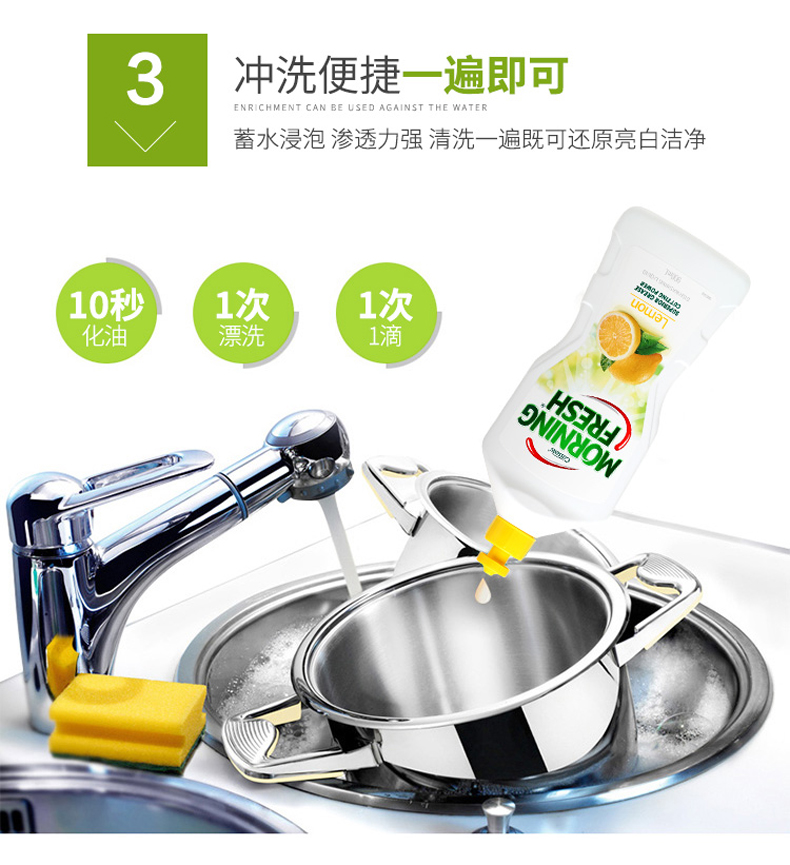 3
冲洗便捷一遍即可
ENRICHMENT CAN BE USED AGAINST THE WATER
蓄水浸泡 渗透力强 清洗一遍既可还原亮白洁净
10秒
化油
1次
漂洗
1次
1滴
Cussons
MORNING
FRESH
Lemon
SUPERIOR GREASE
CUTTING POWER